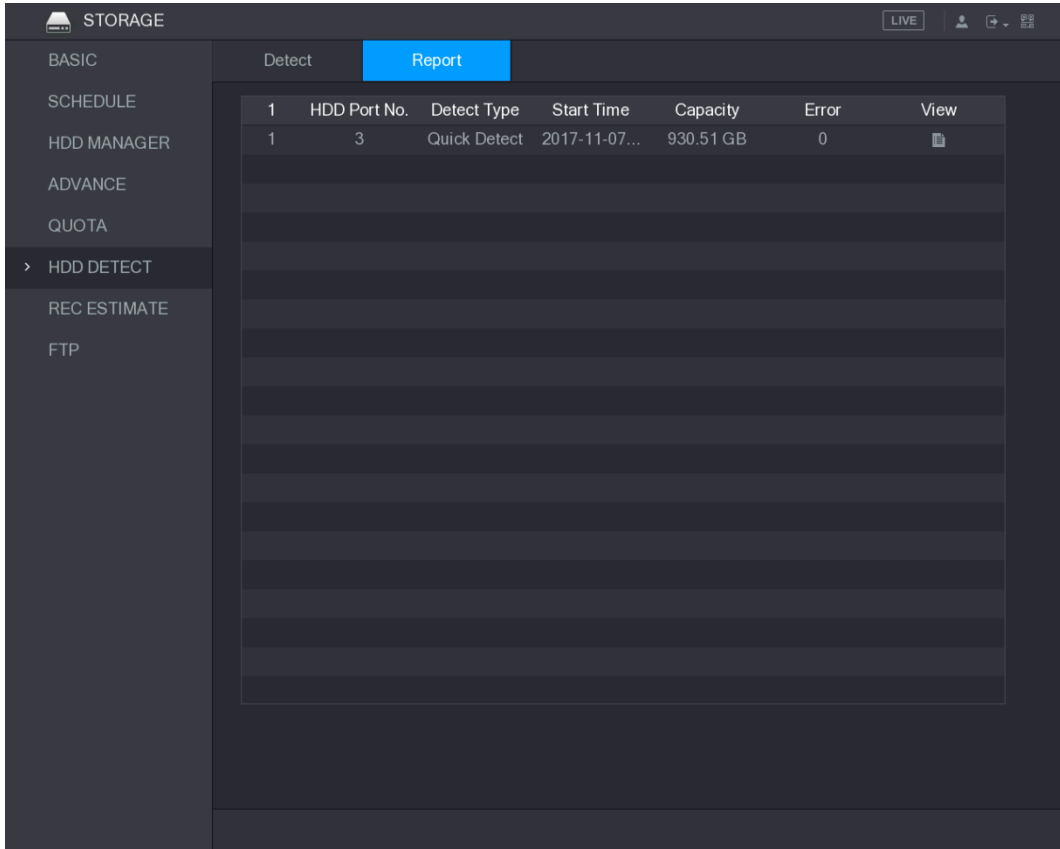 STORAGE LIVE
BASIC
SCHEDULE
HDD MANAGER
ADVANCE
QUOTA
> HDD DETECT
REC ESTIMATE
FTP
Detect Report
1 HDD Port No. Detect Type Start Time Capacity Error View
1 3 Quick Detect 2017-11-07... 930.51 GB 0